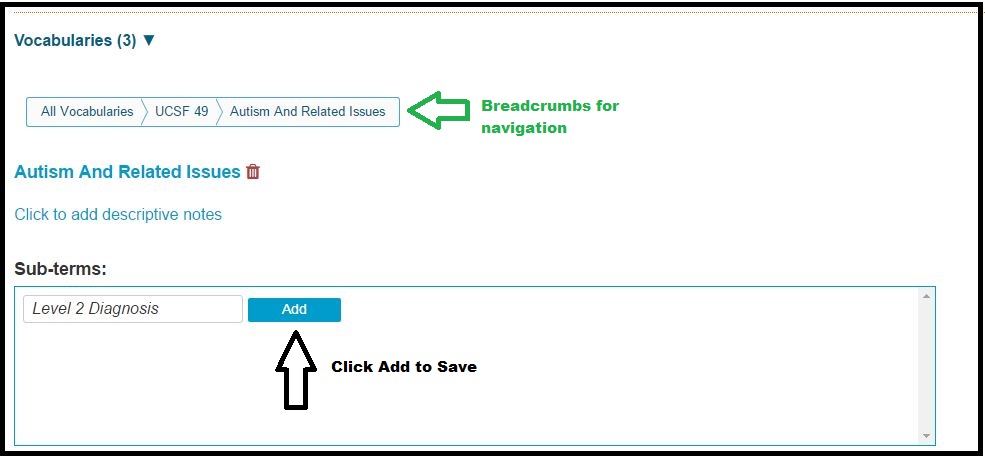 Vocabularies (3) ▼
All Vocabularies UCSF 49 Autism And Related Issues
Breadcrumbs for
navigation
Autism And Related Issues
Click to add descriptive notes
Sub-terms:
Level 2 Diagnosis Add
Click Add to Save